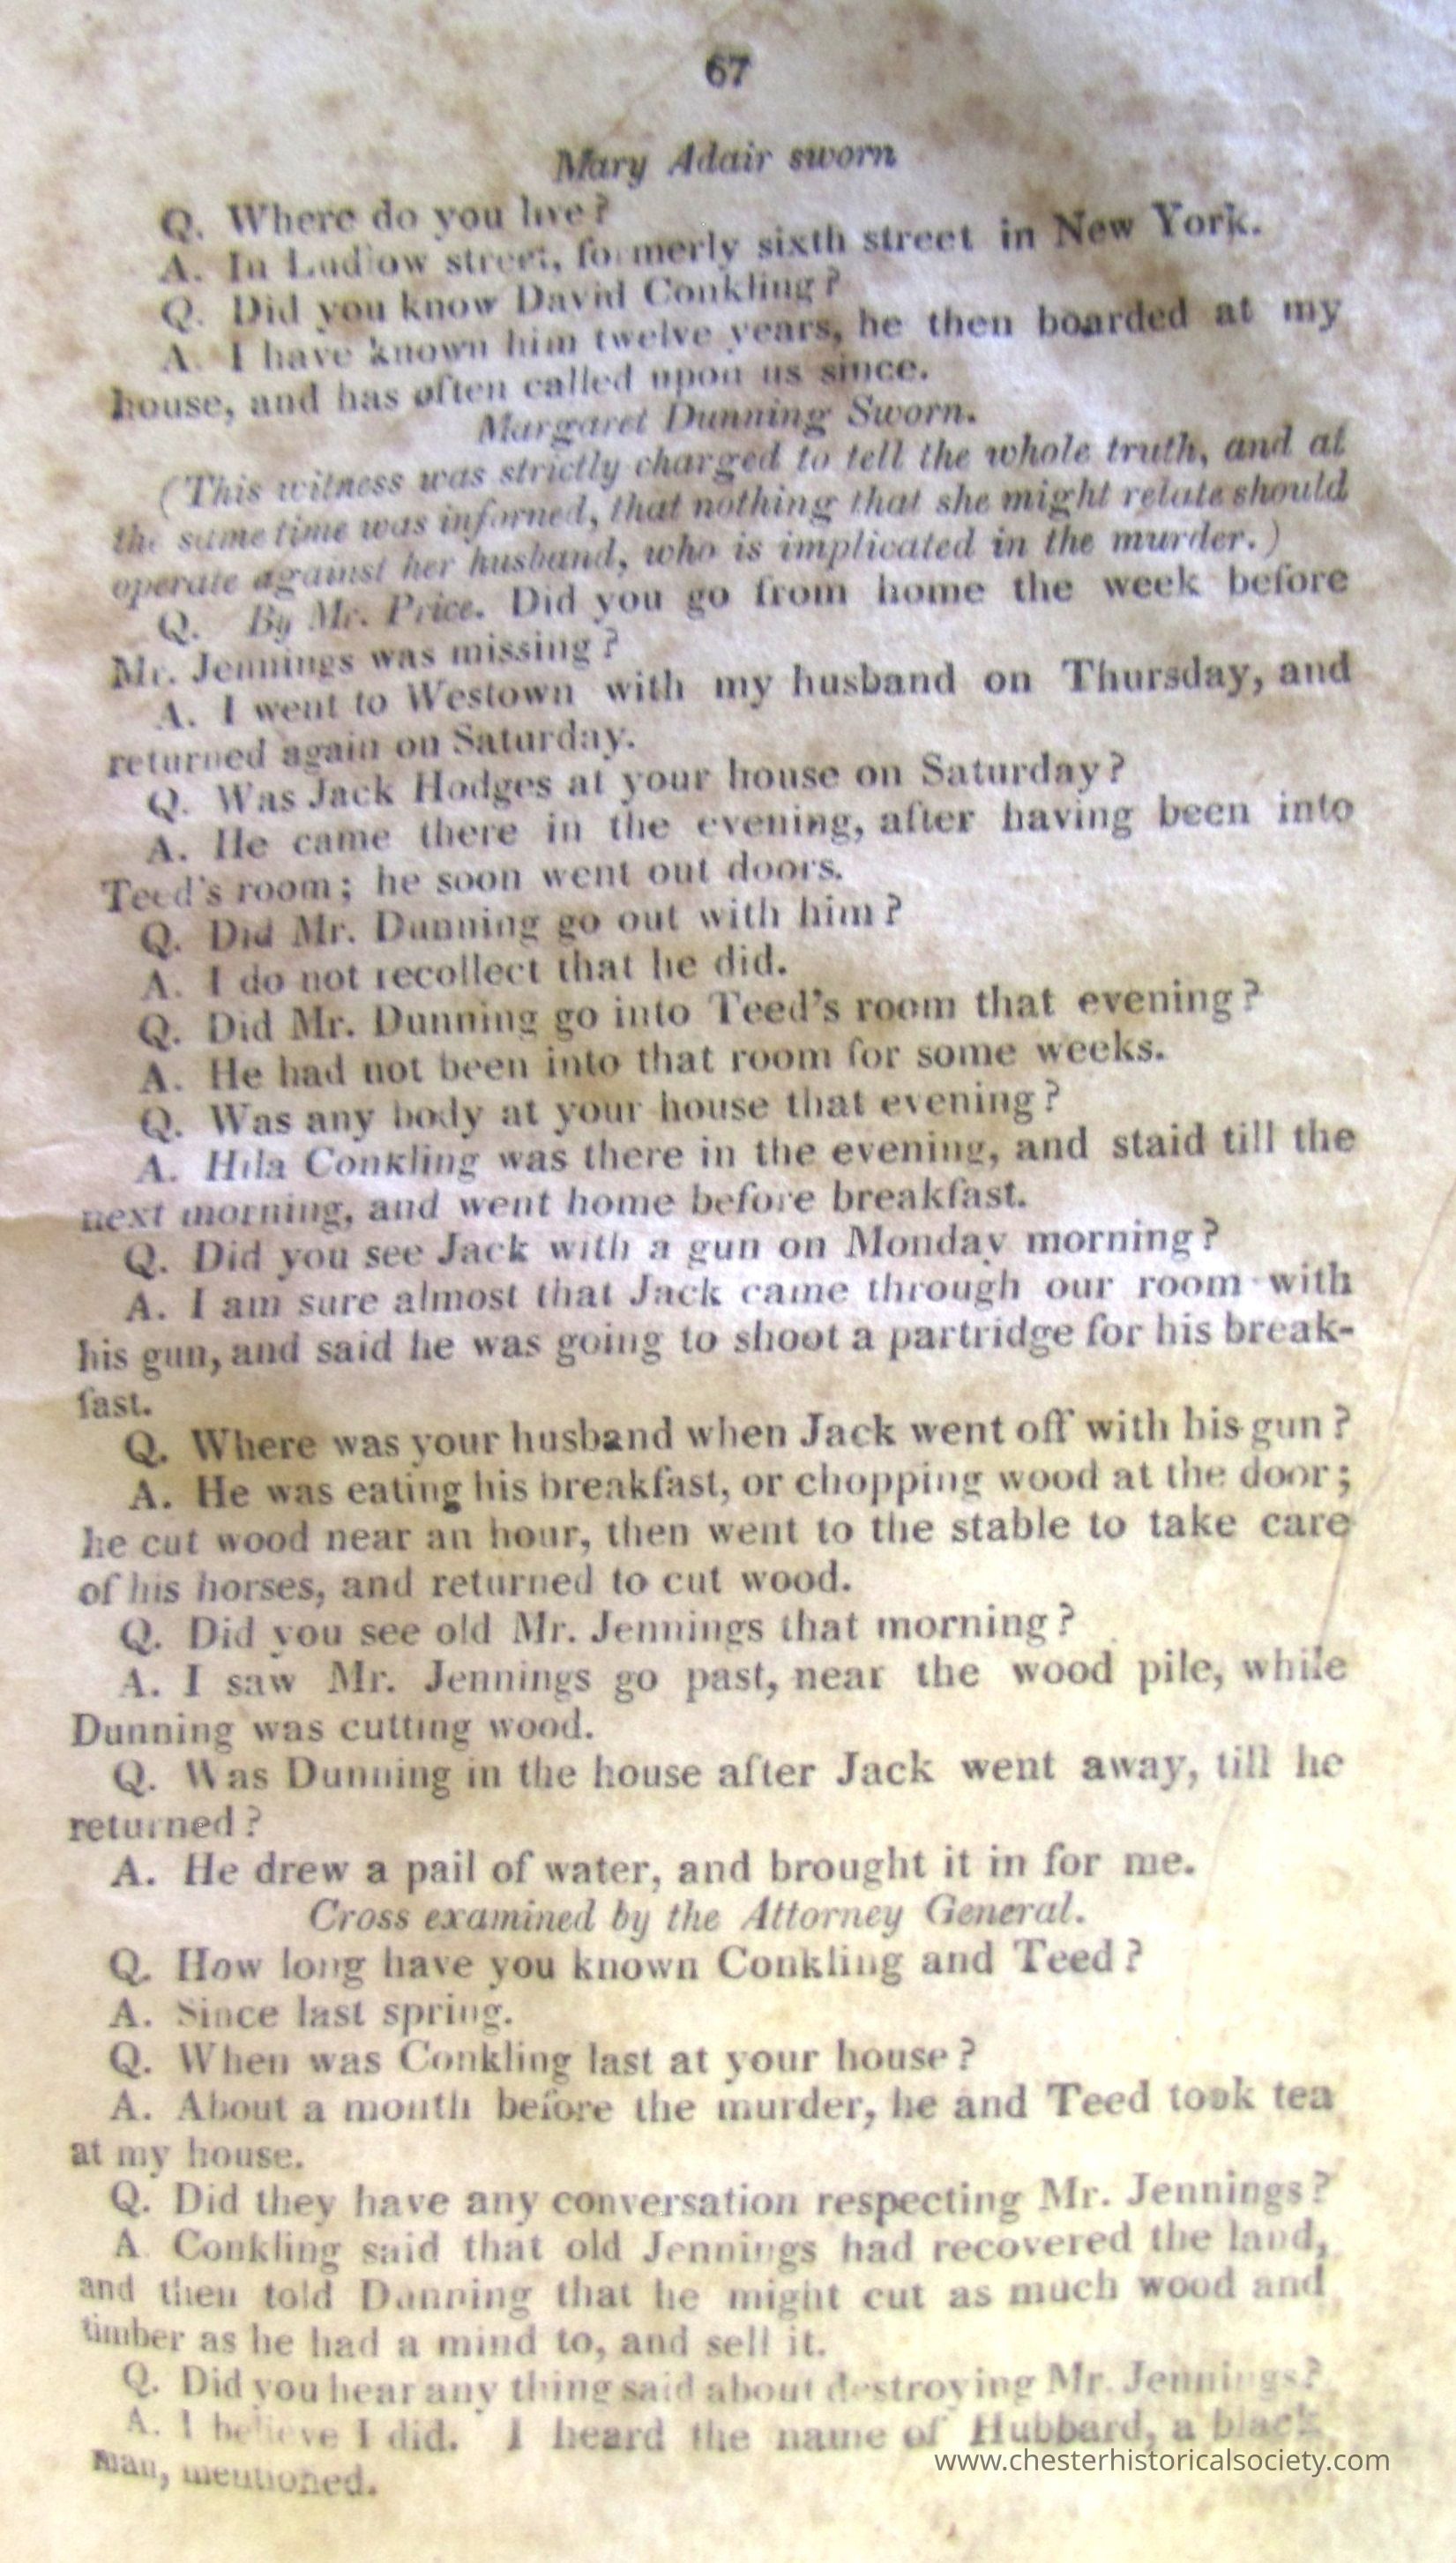 67
Mary Adair sworn
Q. Where do you live?
A. In Ludlow street, formerly sixth street in New York.
Q. Did you know David Conkling?
A. I have known him twelve years, he then boarded at my
house, and has often called upon us since.
Margaret Dunning Sworn.
(This witness was strictly charged to tell the whole truth, and at
the same time was informed, that nothing that she might relate should
operate against her husband, who is implicated in the murder.)
Q. By Mr. Price. Did you go from home the week before
Mr. Jennings was missing?
A. I went to Westown with my husband on Thursday, and
returned again on Saturday.
Q. Was Jack Hodges at your house on Saturday?
A. He came there in the evening, after having been into
Teed's room; he soon went out doors.
Q. Did Mr. Dunning go out with him?
A. I do not recollect that he did.
Q. Did Mr. Dunning go into Teed's room that evening?
A. He had not been into that room for some weeks.
Q. Was any body at your house that evening?
A. Hila Conkling was there in the evening, and staid till the
next morning, and went home before breakfast.
Q. Did you see Jack with a gun on Monday morning?
A. I am sure almost that Jack came through our room with
his gun, and said he was going to shoot a partridge for his break-
fast.
Q. Where was your husband when Jack went off with his gun?
A. He was eating his breakfast, or chopping wood at the door;
he cut wood near an hour, then went to the stable to take care
of his horses, and returned to cut wood.
Q. Did you see old Mr. Jennings that morning?
A. I saw Mr. Jennings go past, near the wood pile, while
Dunning was cutting wood.
Q. Was Dunning in the house after Jack went away, till he
returned?
A. He drew a pail of water, and brought it in for me.
Cross examined by the Attorney General.
Q. How long have you known Conkling and Teed?
A. Since last spring.
Q. When was Conkling last at your house?
A. About a month before the murder, he and Teed took tea
at my house.
Q. Did they have any conversation respecting Mr. Jennings?
A. Conkling said that old Jennings had recovered the land,
and then told Dunning that he might cut as much wood and
timber as he had a mind to, and sell it.
Q. Did you hear any thing said about destroying Mr. Jennings?
A. I believe I did. I heard the name of Hubbard, a black
man, mentioned.
www.chesterhistoricalsociety.com